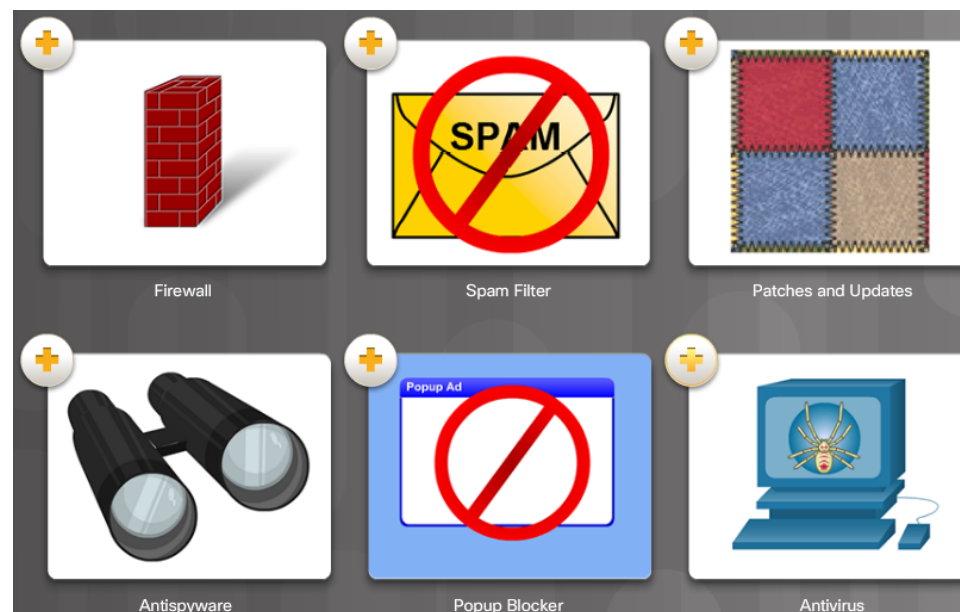 SPAM
Firewall
Spam Filter
Patches and Updates
Popup Ad
Antispyware
Popup Blocker
Antivirus